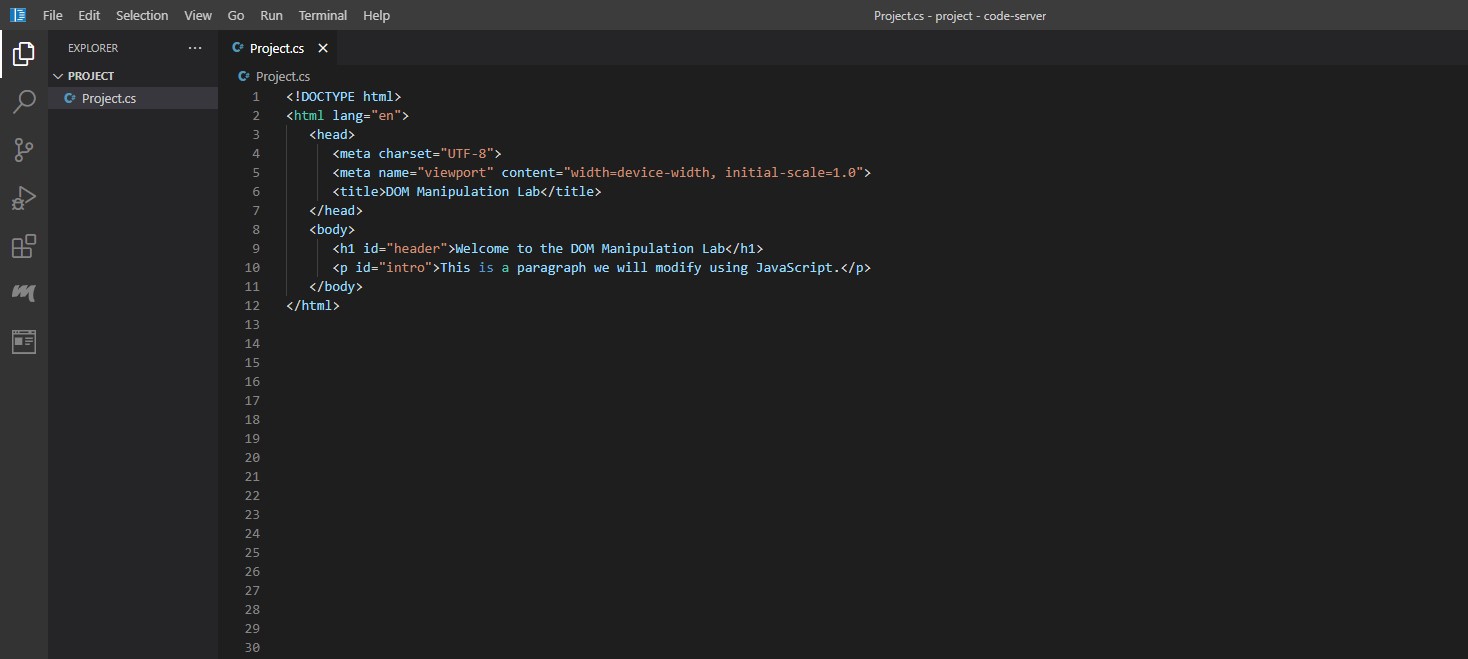 File Edit Selection View Go Run Terminal Help Project.cs - project - code-server
EXPLORER ···
PROJECT
C# Project.cs
C# Project.cs ×
C# Project.cs
1 <!DOCTYPE html>
2 <html lang="en">
3 <head>
4 <meta charset="UTF-8">
5 <meta name="viewport" content="width=device-width, initial-scale=1.0">
6 <title>DOM Manipulation Lab</title>
7 </head>
8 <body>
9 <h1 id="header">Welcome to the DOM Manipulation Lab</h1>
10 <p id="intro">This is a paragraph we will modify using JavaScript.</p>
11 </body>
12 </html>
13
14
15
16
17
18
19
20
21
22
23
24
25
26
27
28
29
30